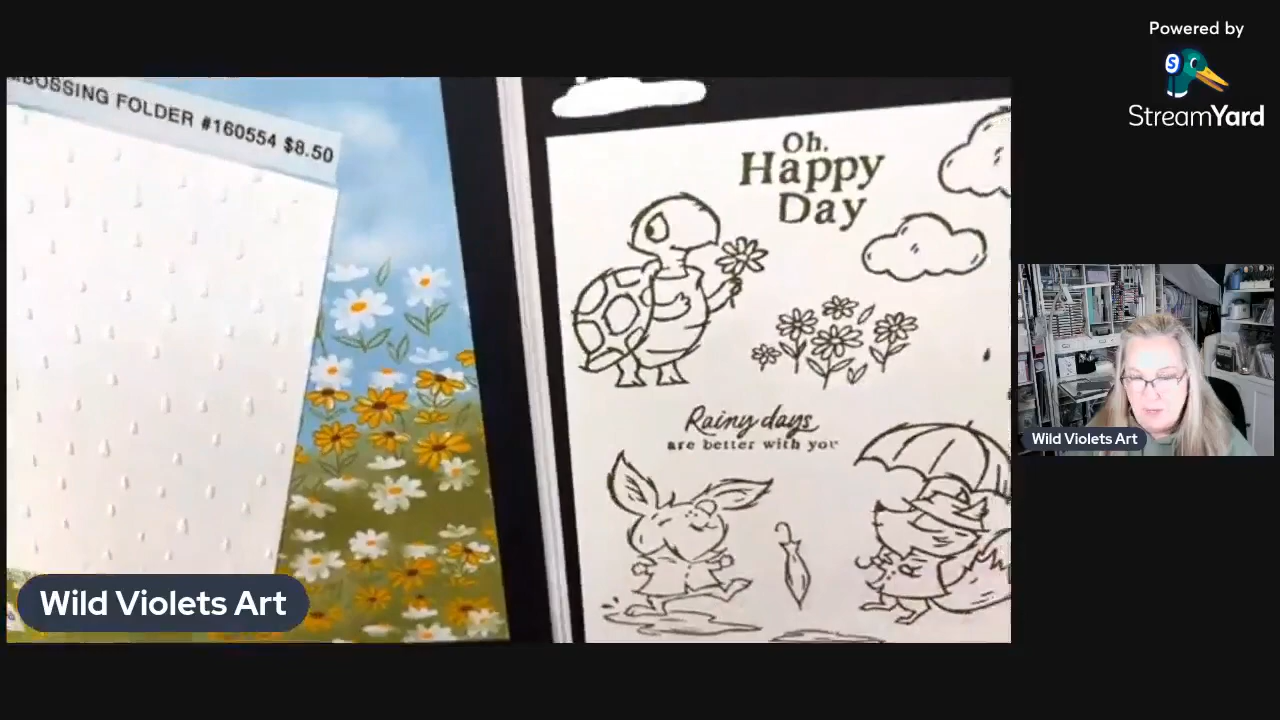 Powered by
StreamYard
EMBOSSING FOLDER #160554 $8.50
Oh,
Happy
Day
Rainy days
are better with you
Wild Violets Art
Wild Violets Art